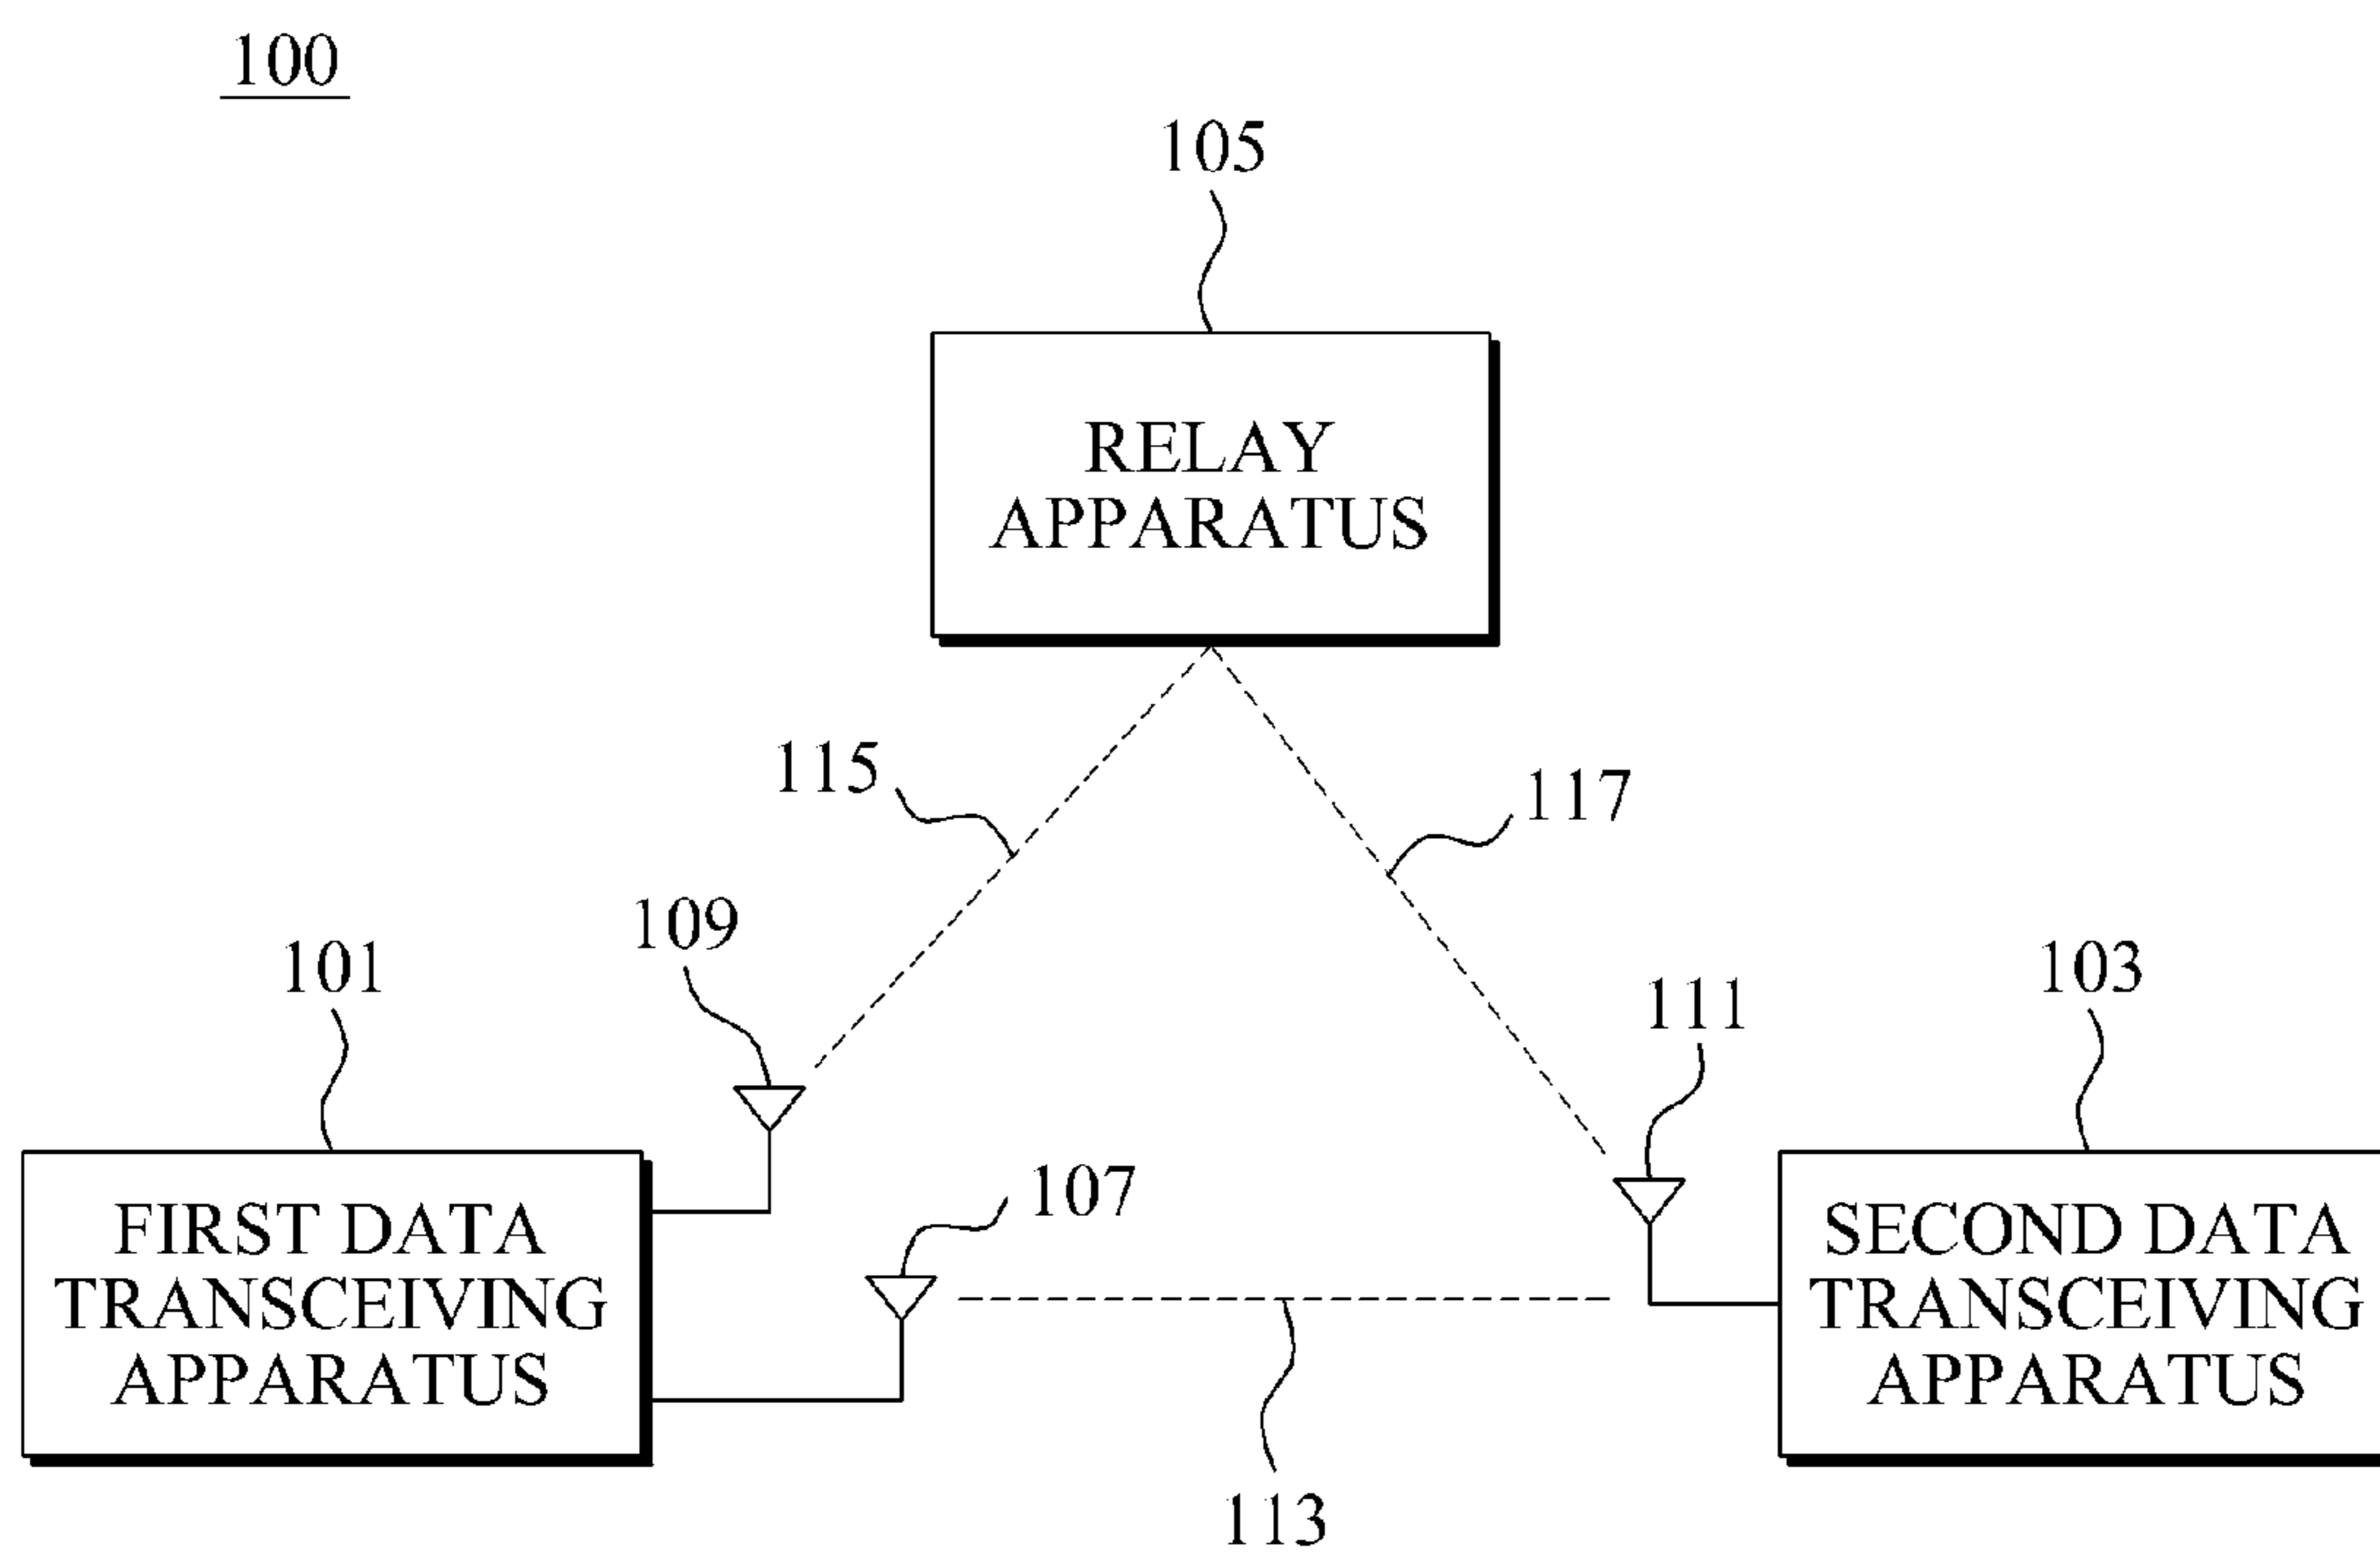 100
105
RELAY
APPARATUS
115
117
109
101
103
111
107
FIRST DATA
TRANSCEIVING
APPARATUS
SECOND DATA
TRANSCEIVING
APPARATUS
113